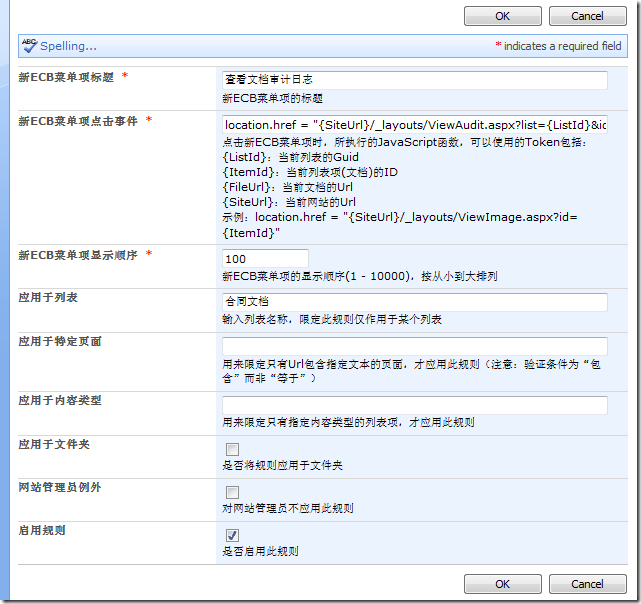 OK Cancel
ABC Spelling... * indicates a required field
新ECB菜单项标题 * 查看文档审计日志
新ECB菜单项的标题
新ECB菜单项点击事件 * location.href = "{SiteUrl}/_layouts/ViewAudit.aspx?list={ListId}&ic
点击新ECB菜单项时，所执行的JavaScript函数，可以使用的Token包括：
{ListId}：当前列表的Guid
{ItemId}：当前列表项(文档)的ID
{FileUrl}：当前文档的Url
{SiteUrl}：当前网站的Url
示例：location.href = "{SiteUrl}/_layouts/ViewImage.aspx?id=
{ItemId}"
新ECB菜单项显示顺序 * 100
新ECB菜单项的显示顺序(1 - 10000)，按从小到大排列
应用于列表 合同文档
输入列表名称，限定此规则仅作用于某个列表
应用于特定页面
用来限定只有Url包含指定文本的页面，才应用此规则（注意：验证条件为“包
含”而非“等于”）
应用于内容类型
用来限定只有指定内容类型的列表项，才应用此规则
应用于文件夹
是否将规则应用于文件夹
网站管理员例外
对网站管理员不应用此规则
启用规则
是否启用此规则
OK Cancel